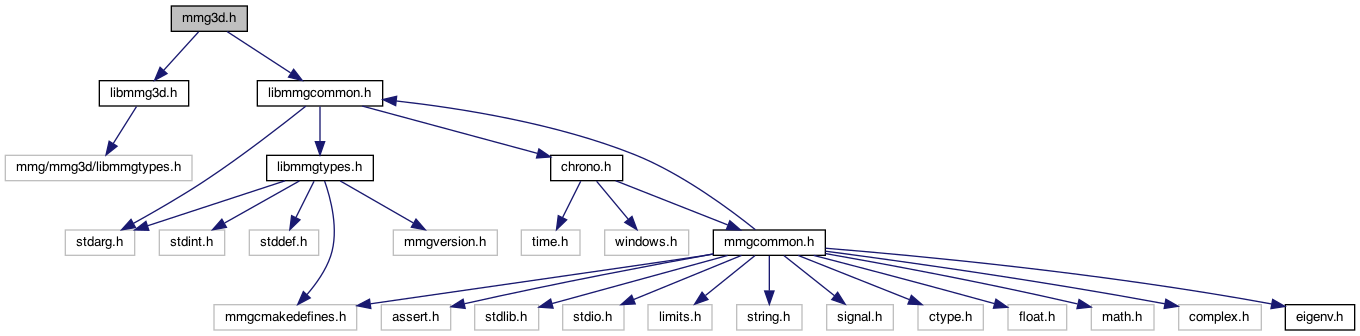 mmg3d.h
libmmg3d.h
libmmgcommon.h
mmg/mmg3d/libmmgtypes.h
libmmgtypes.h
chrono.h
stdarg.h
stdint.h
stddef.h
mmgversion.h
time.h
windows.h
mmgcommon.h
mmgcmakedefines.h
assert.h
stdlib.h
stdio.h
limits.h
string.h
signal.h
ctype.h
float.h
math.h
complex.h
eigenv.h